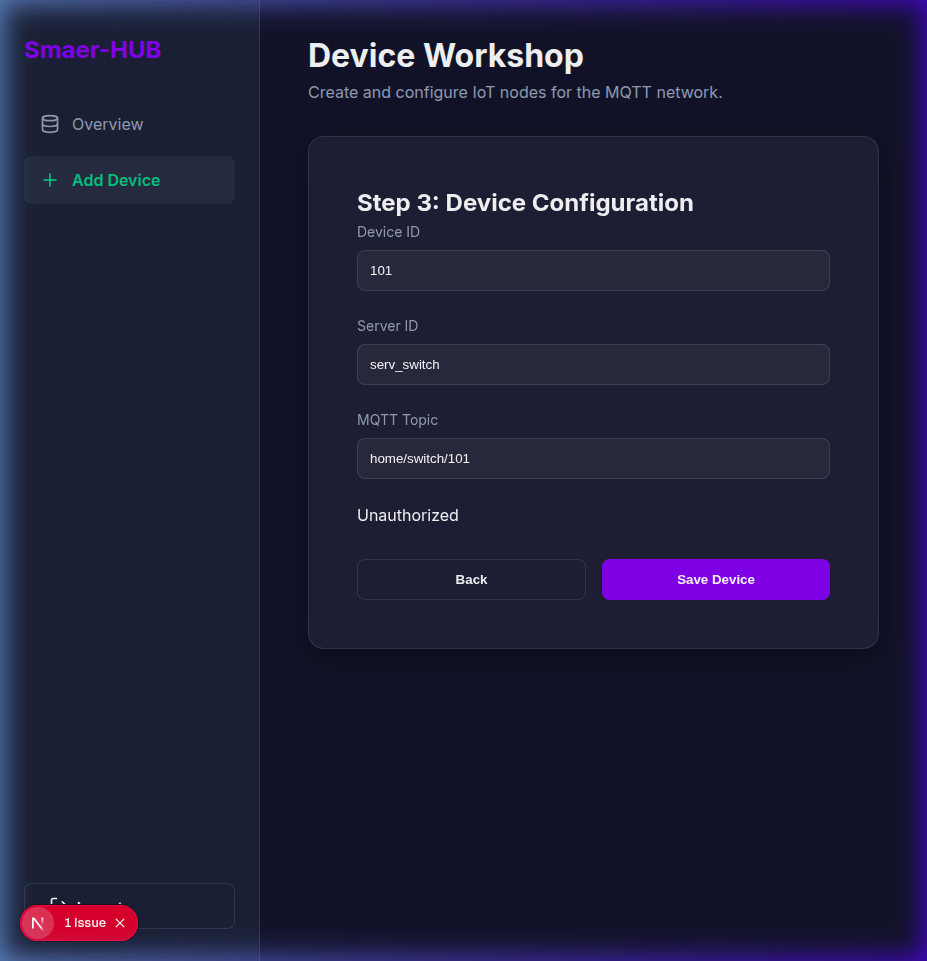 Smaer-HUB
Overview
Add Device
Device Workshop
Create and configure IoT nodes for the MQTT network.
Step 3: Device Configuration
Device ID
101
Server ID
serv_switch
MQTT Topic
home/switch/101
Unauthorized
Back
Save Device
N
1 Issue